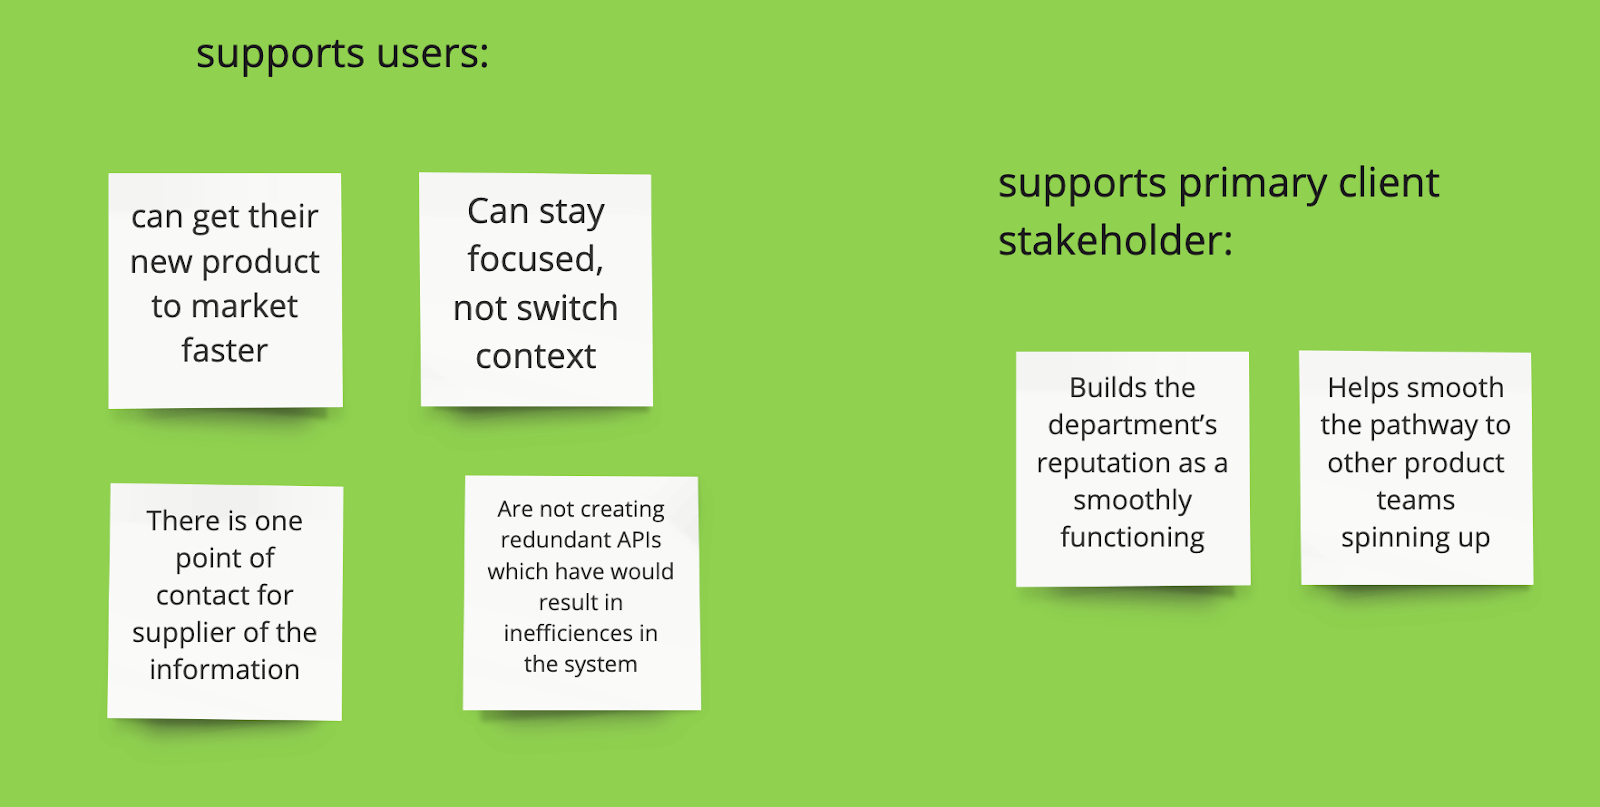 supports users:
can get their
new product
to market
faster
Can stay
focused,
not switch
context
There is one
point of
contact for
supplier of the
information
Are not creating
redundant APIs
which have would
result in
inefficiences in
the system
supports primary client
stakeholder:
Builds the
department’s
reputation as a
smoothly
functioning
Helps smooth
the pathway to
other product
teams
spinning up